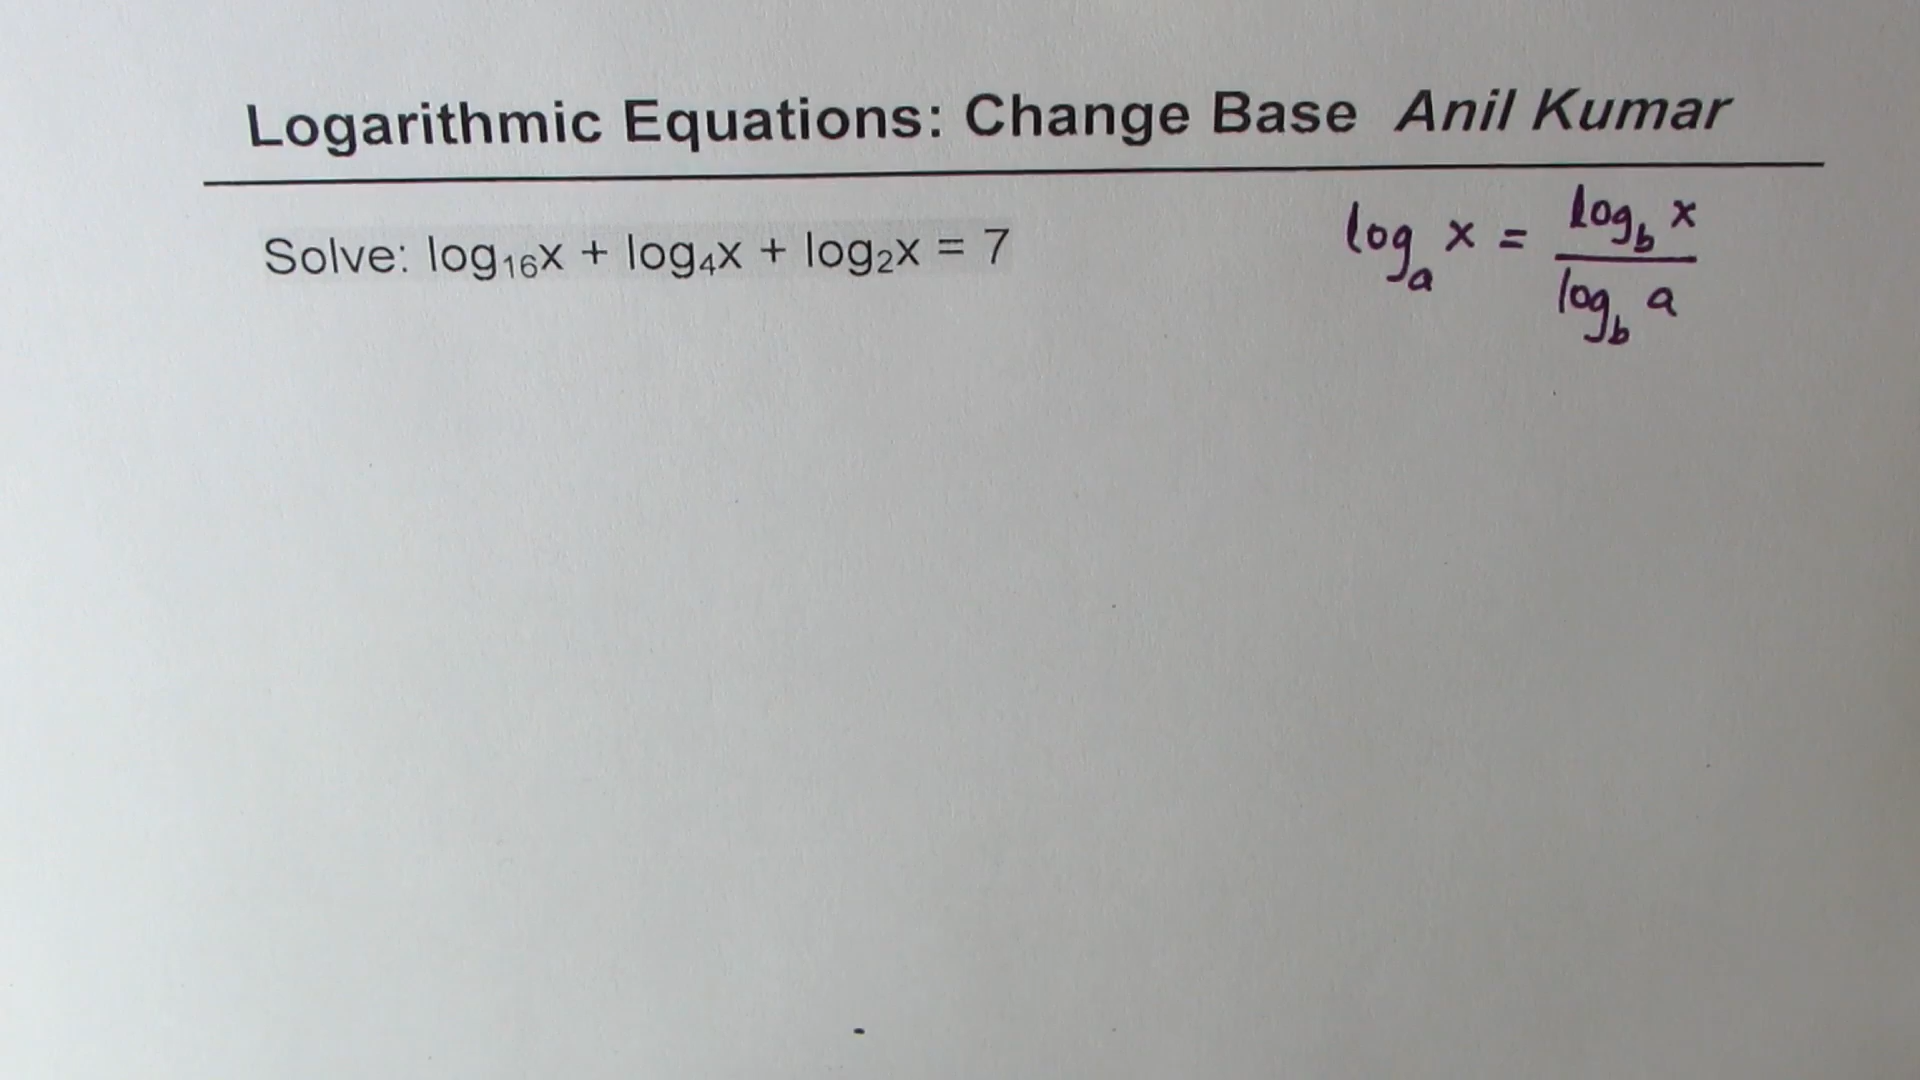 Logarithmic Equations: Change Base Anil Kumar
Solve: log₁₆x + log₄x + log₂x = 7
logₐ x = log_b x / log_b a